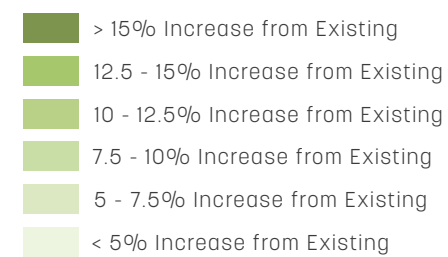 > 15% Increase from Existing
12.5 - 15% Increase from Existing
10 - 12.5% Increase from Existing
7.5 - 10% Increase from Existing
5 - 7.5% Increase from Existing
< 5% Increase from Existing